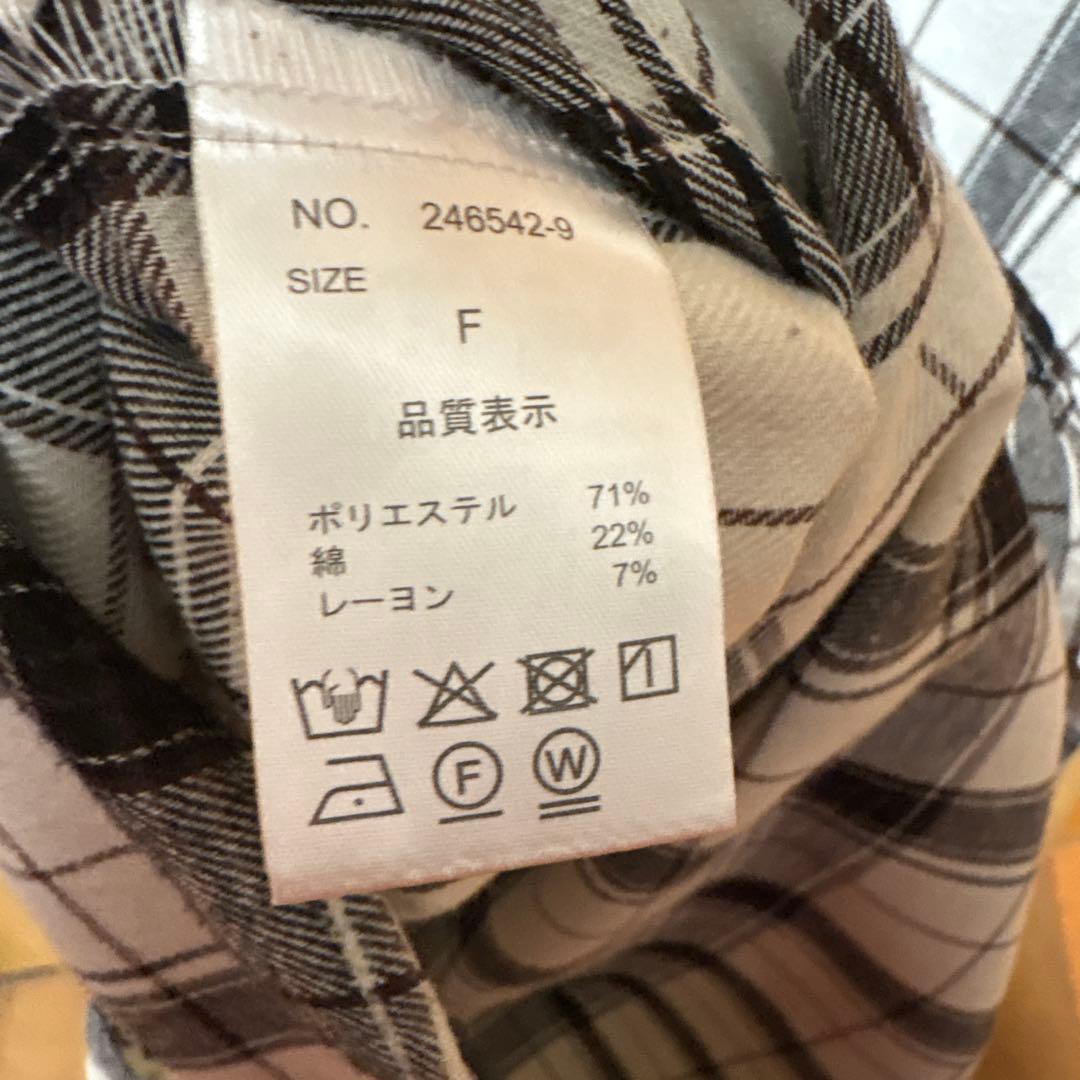 NO. 246542-9
SIZE
F
品質表示
ポリエステル 71%
綿 22%
レーヨン 7%
F W